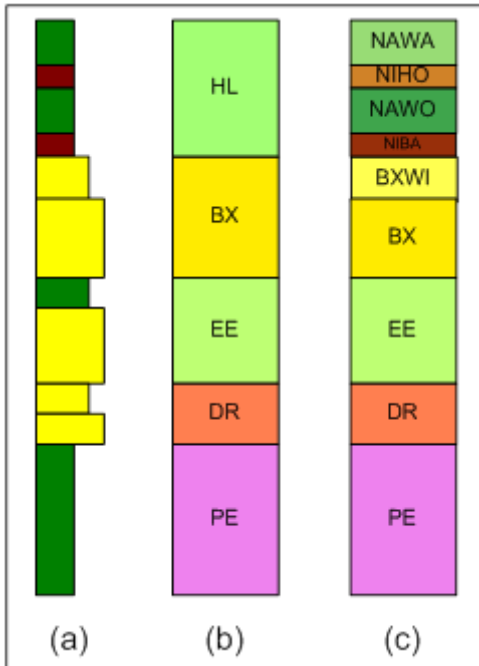 HL
BX
EE
DR
PE
NAWA
NIHO
NAWO
NIBA
BXWI
BX
EE
DR
PE
(a)
(b)
(c)